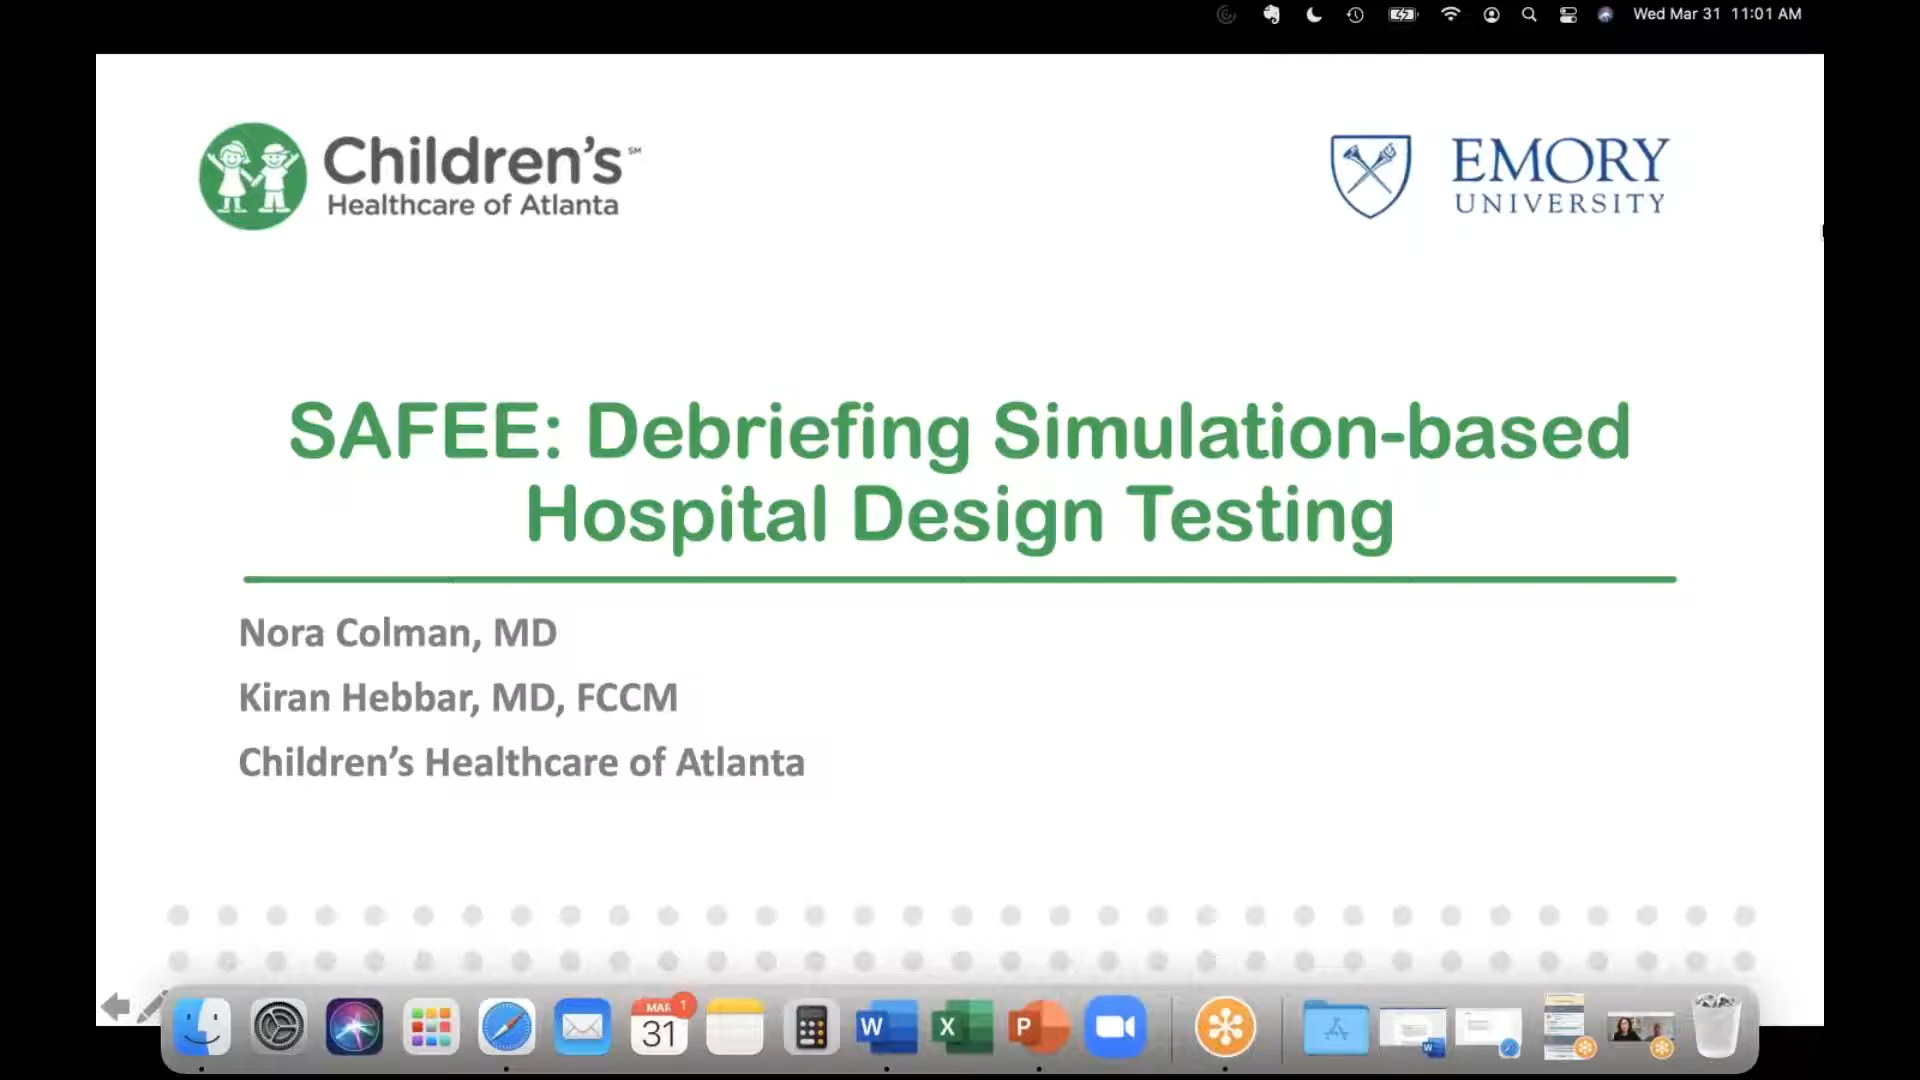 Wed Mar 31 11:01 AM
Children's℠
Healthcare of Atlanta
EMORY
UNIVERSITY
SAFEE: Debriefing Simulation-based
Hospital Design Testing
Nora Colman, MD
Kiran Hebbar, MD, FCCM
Children's Healthcare of Atlanta
MAR
1
31
W
X
P
W